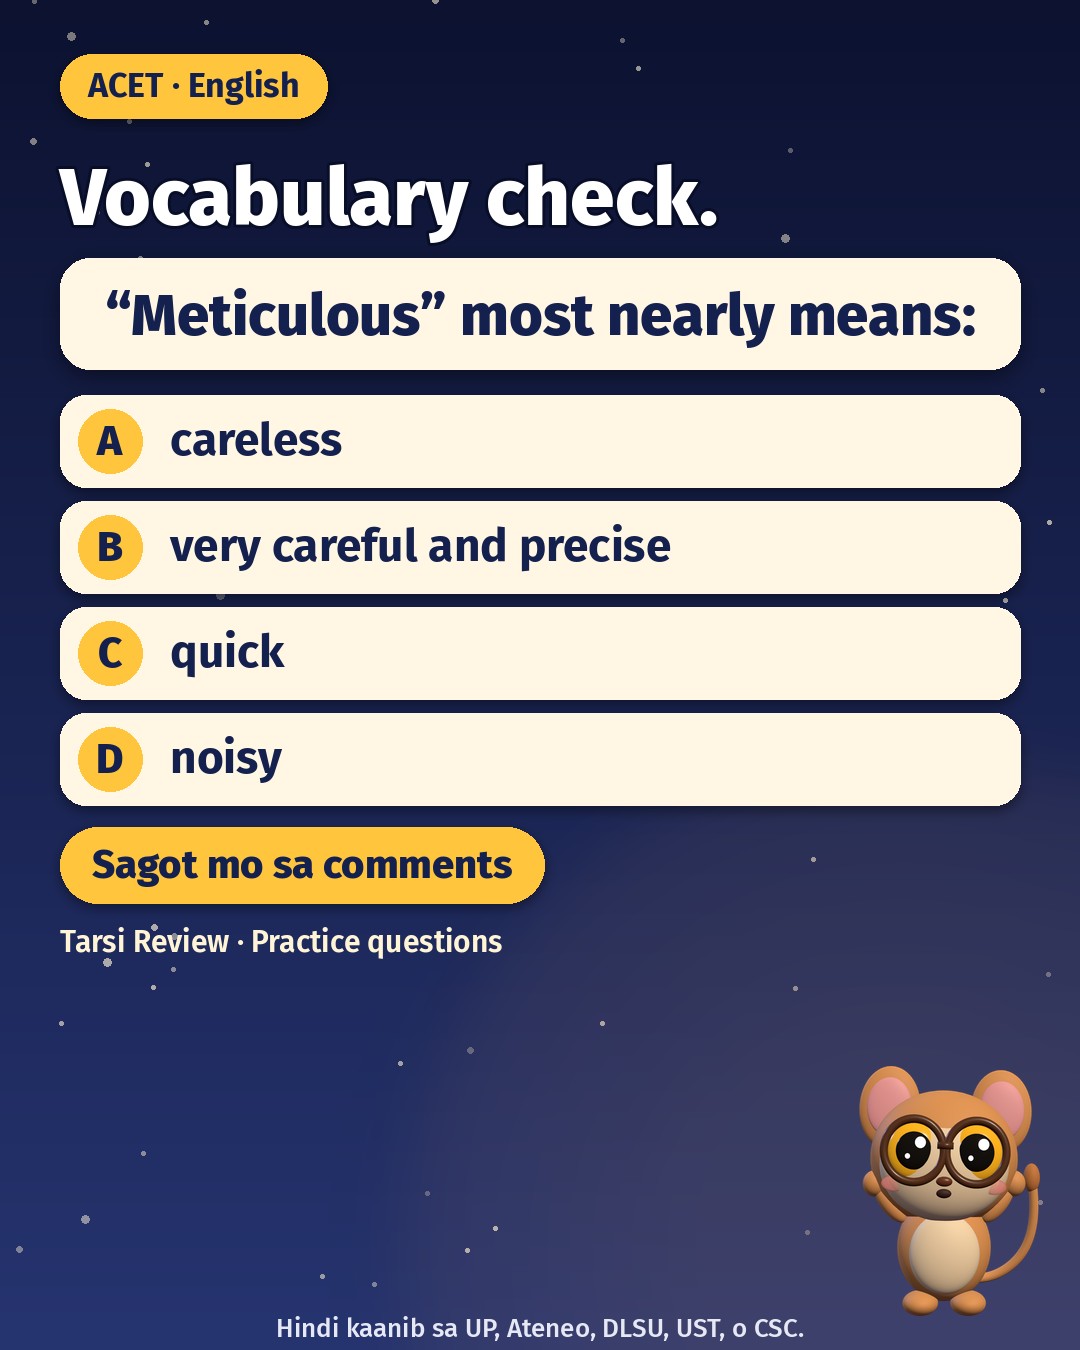 ACET · English
Vocabulary check.
“Meticulous” most nearly means:
A careless
B very careful and precise
C quick
D noisy
Sagot mo sa comments
Tarsi Review · Practice questions
Hindi kaanib sa UP, Ateneo, DLSU, UST, o CSC.